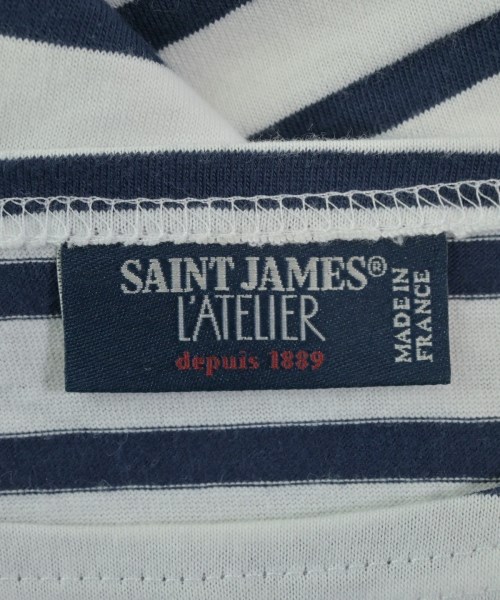 SAINT JAMES®
L'ATELIER
depuis 1889
MADE IN
FRANCE